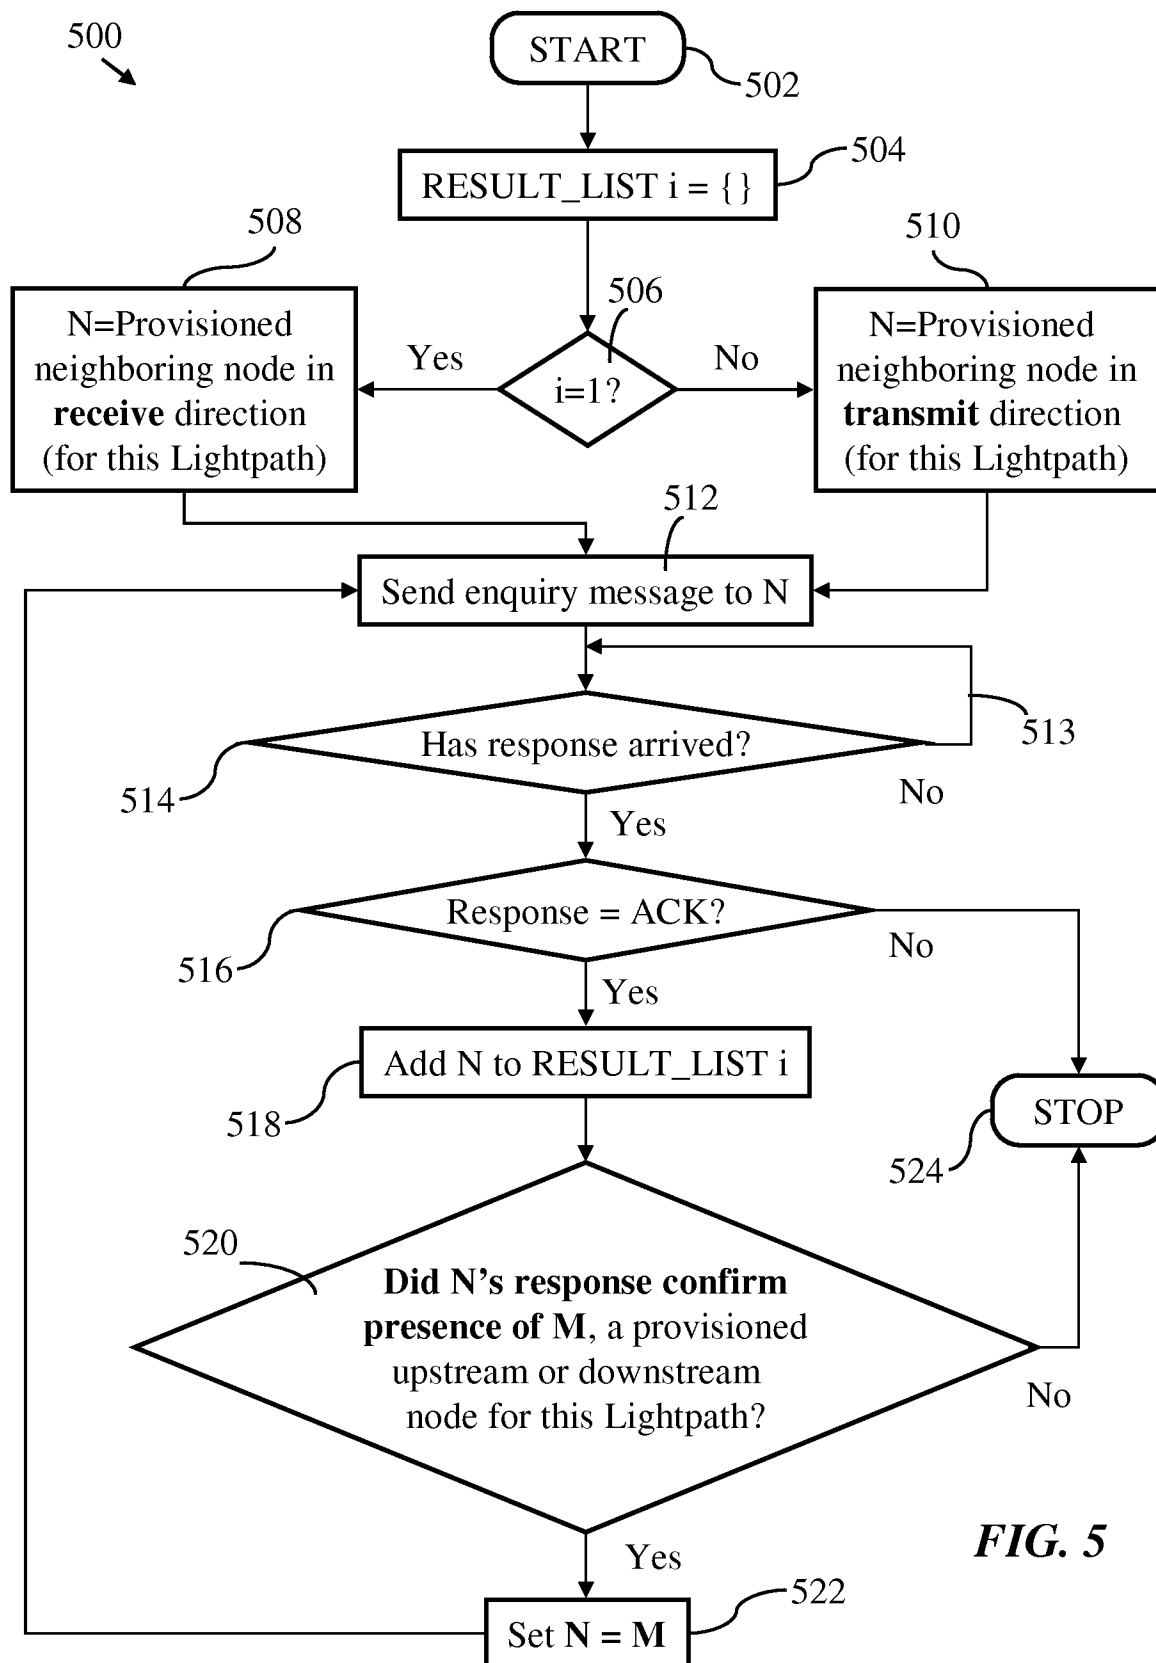 500
START
502
504
RESULT_LIST i = {}
508
510
506
N=Provisioned
neighboring node in
receive direction
(for this Lightpath)
Yes
i=1?
No
N=Provisioned
neighboring node in
transmit direction
(for this Lightpath)
512
Send enquiry message to N
513
Has response arrived?
514
No
Yes
Response = ACK?
516
No
Yes
Add N to RESULT_LIST i
518
STOP
524
520
Did N's response confirm
presence of M, a provisioned
upstream or downstream
node for this Lightpath?
No
Yes
FIG. 5
522
Set N = M